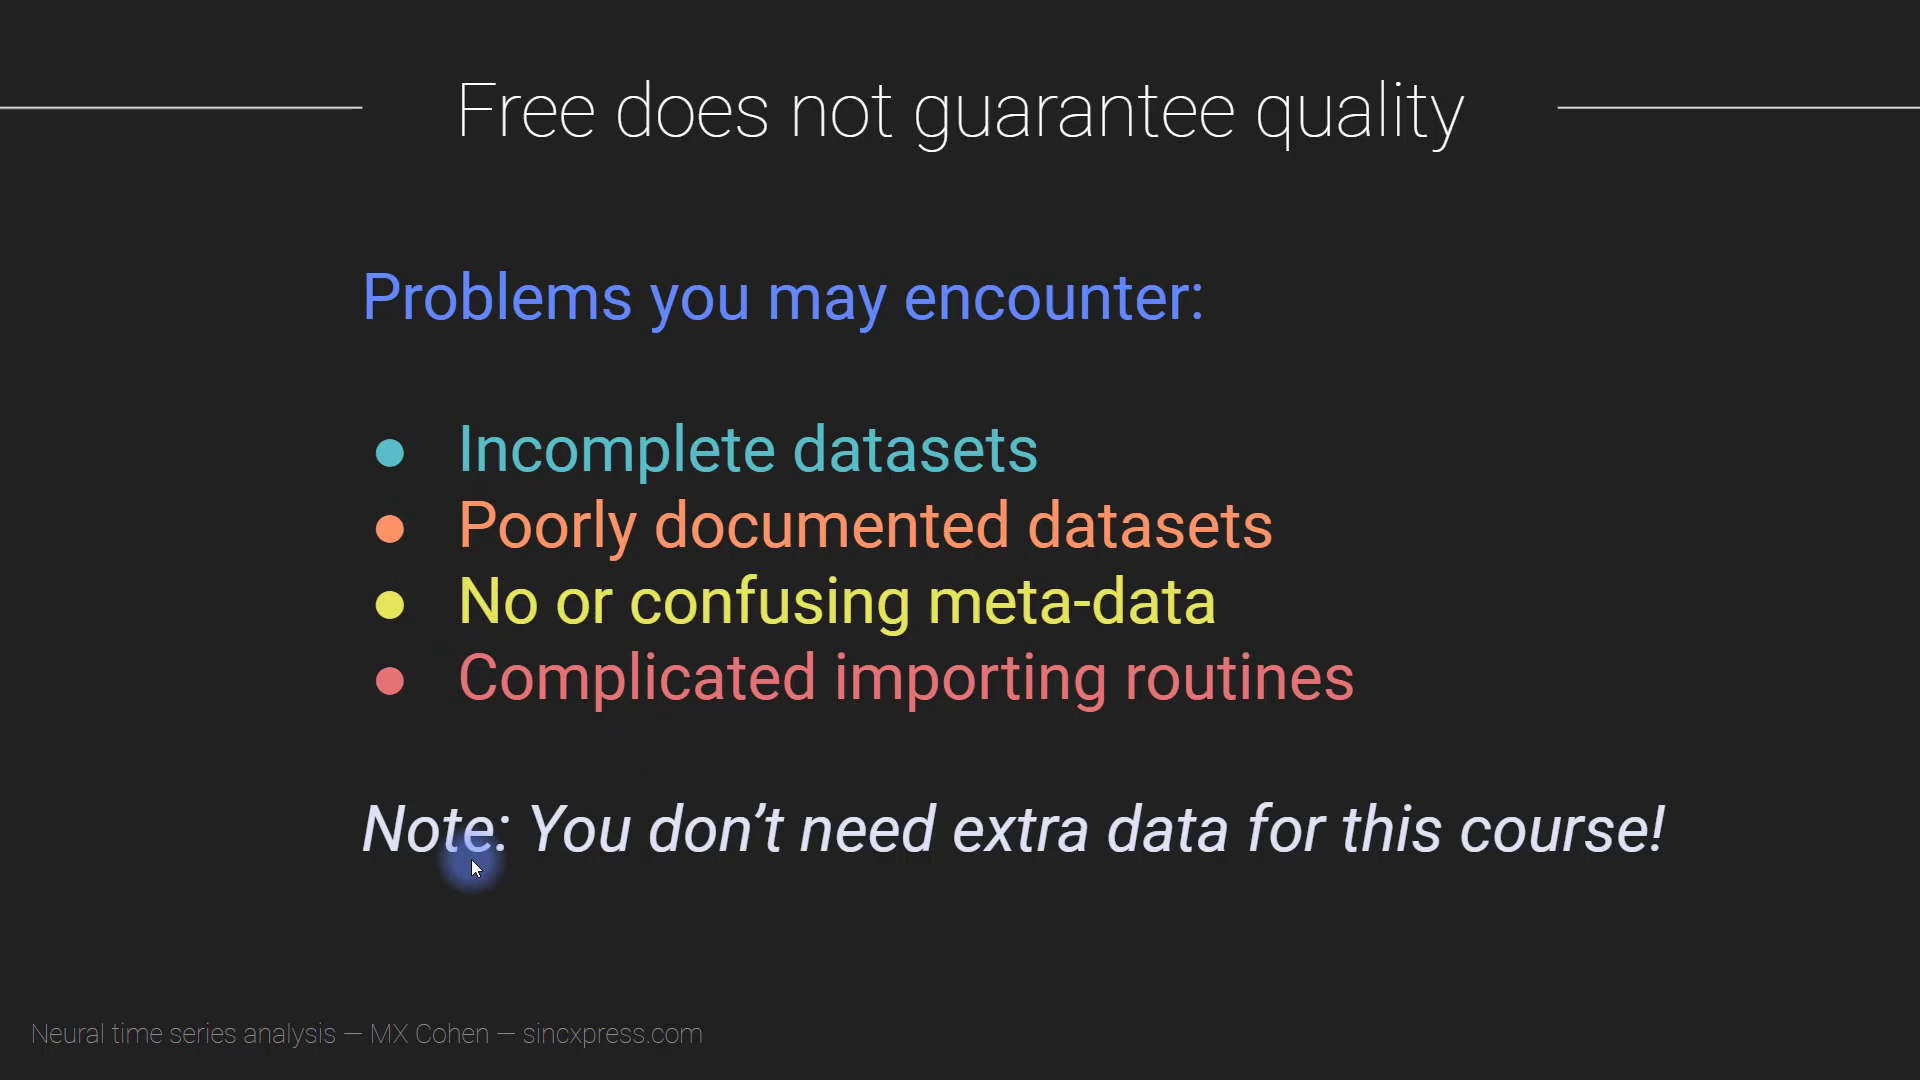 Free does not guarantee quality
Problems you may encounter:
● Incomplete datasets
● Poorly documented datasets
● No or confusing meta-data
● Complicated importing routines
Note: You don’t need extra data for this course!
Neural time series analysis — MX Cohen — sincxpress.com